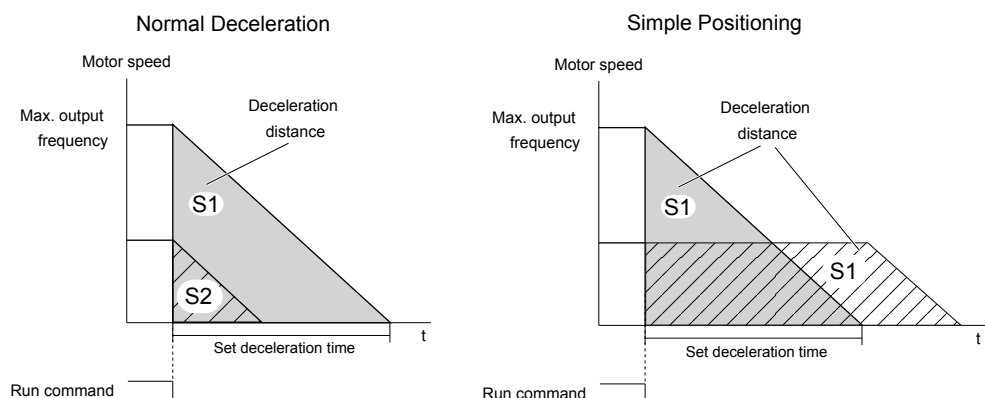 Normal Deceleration
Motor speed
Max. output
frequency
Deceleration
distance
S1
S2
t
Set deceleration time
Run command
Simple Positioning
Motor speed
Max. output
frequency
Deceleration
distance
S1
S1
t
Set deceleration time
Run command